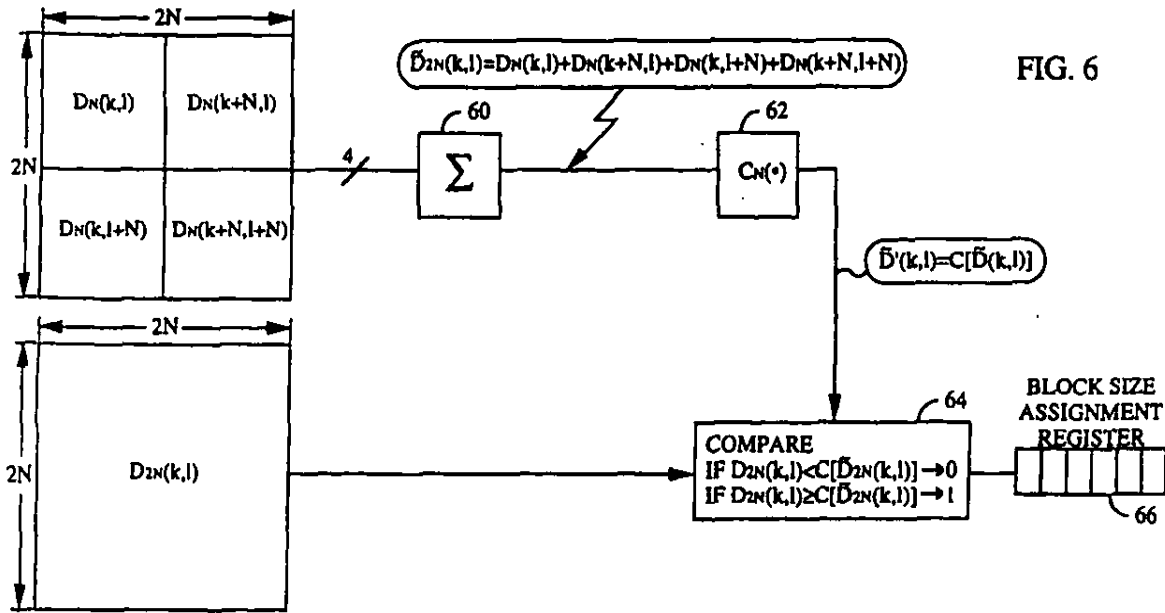 FIG. 6
2N
2N
DN(k,l)
DN(k+N,l)
DN(k,l+N)
DN(k+N,l+N)
4
60
Σ
D̃2N(k,l)=DN(k,l)+DN(k+N,l)+DN(k,l+N)+DN(k+N,l+N)
62
CN(•)
D̃'(k,l)=C[D̃(k,l)]
2N
2N
D2N(k,l)
64
COMPARE
IF D2N(k,l)<C[D̃2N(k,l)]→0
IF D2N(k,l)≥C[D̃2N(k,l)]→1
BLOCK SIZE
ASSIGNMENT
REGISTER
66